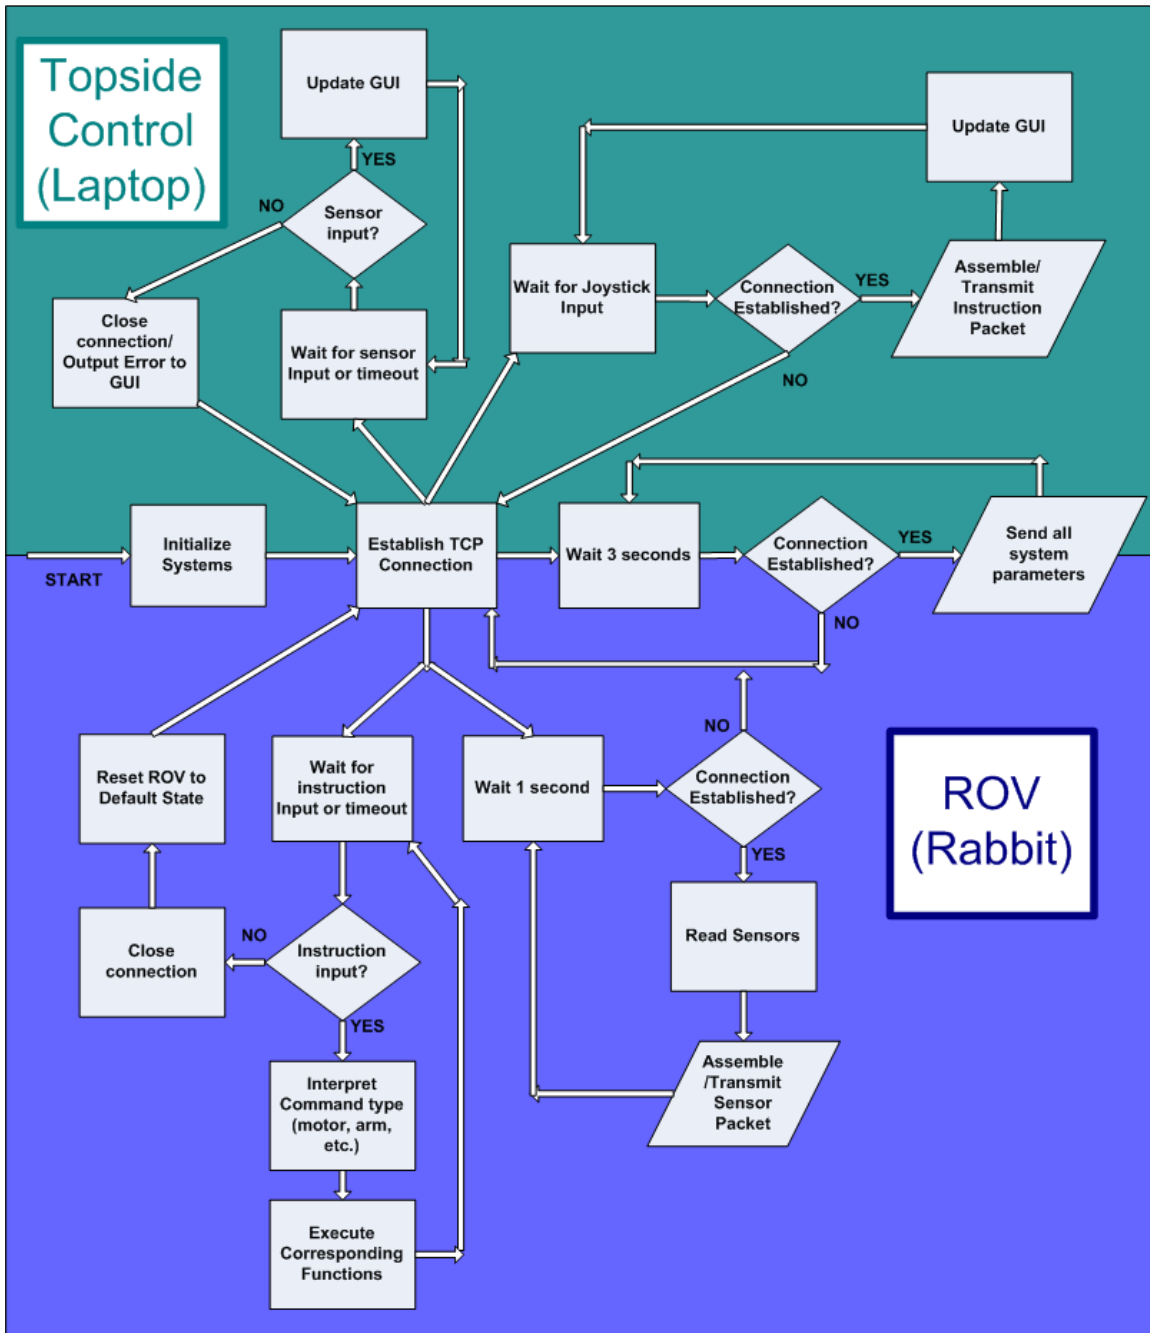 Topside
Control
(Laptop)
Update GUI
YES
NO
Sensor
input?
Close
connection/
Output Error to
GUI
Wait for sensor
Input or timeout
Update GUI
Wait for Joystick
Input
Connection
Established?
YES
Assemble/
Transmit
Instruction
Packet
NO
START
Initialize
Systems
Establish TCP
Connection
Wait 3 seconds
Connection
Established?
YES
Send all
system
parameters
NO
Reset ROV to
Default State
Wait for
instruction
Input or timeout
Wait 1 second
NO
Connection
Established?
YES
ROV
(Rabbit)
Close
connection
NO
Instruction
input?
YES
Read Sensors
Interpret
Command type
(motor, arm,
etc.)
Assemble
/Transmit
Sensor
Packet
Execute
Corresponding
Functions